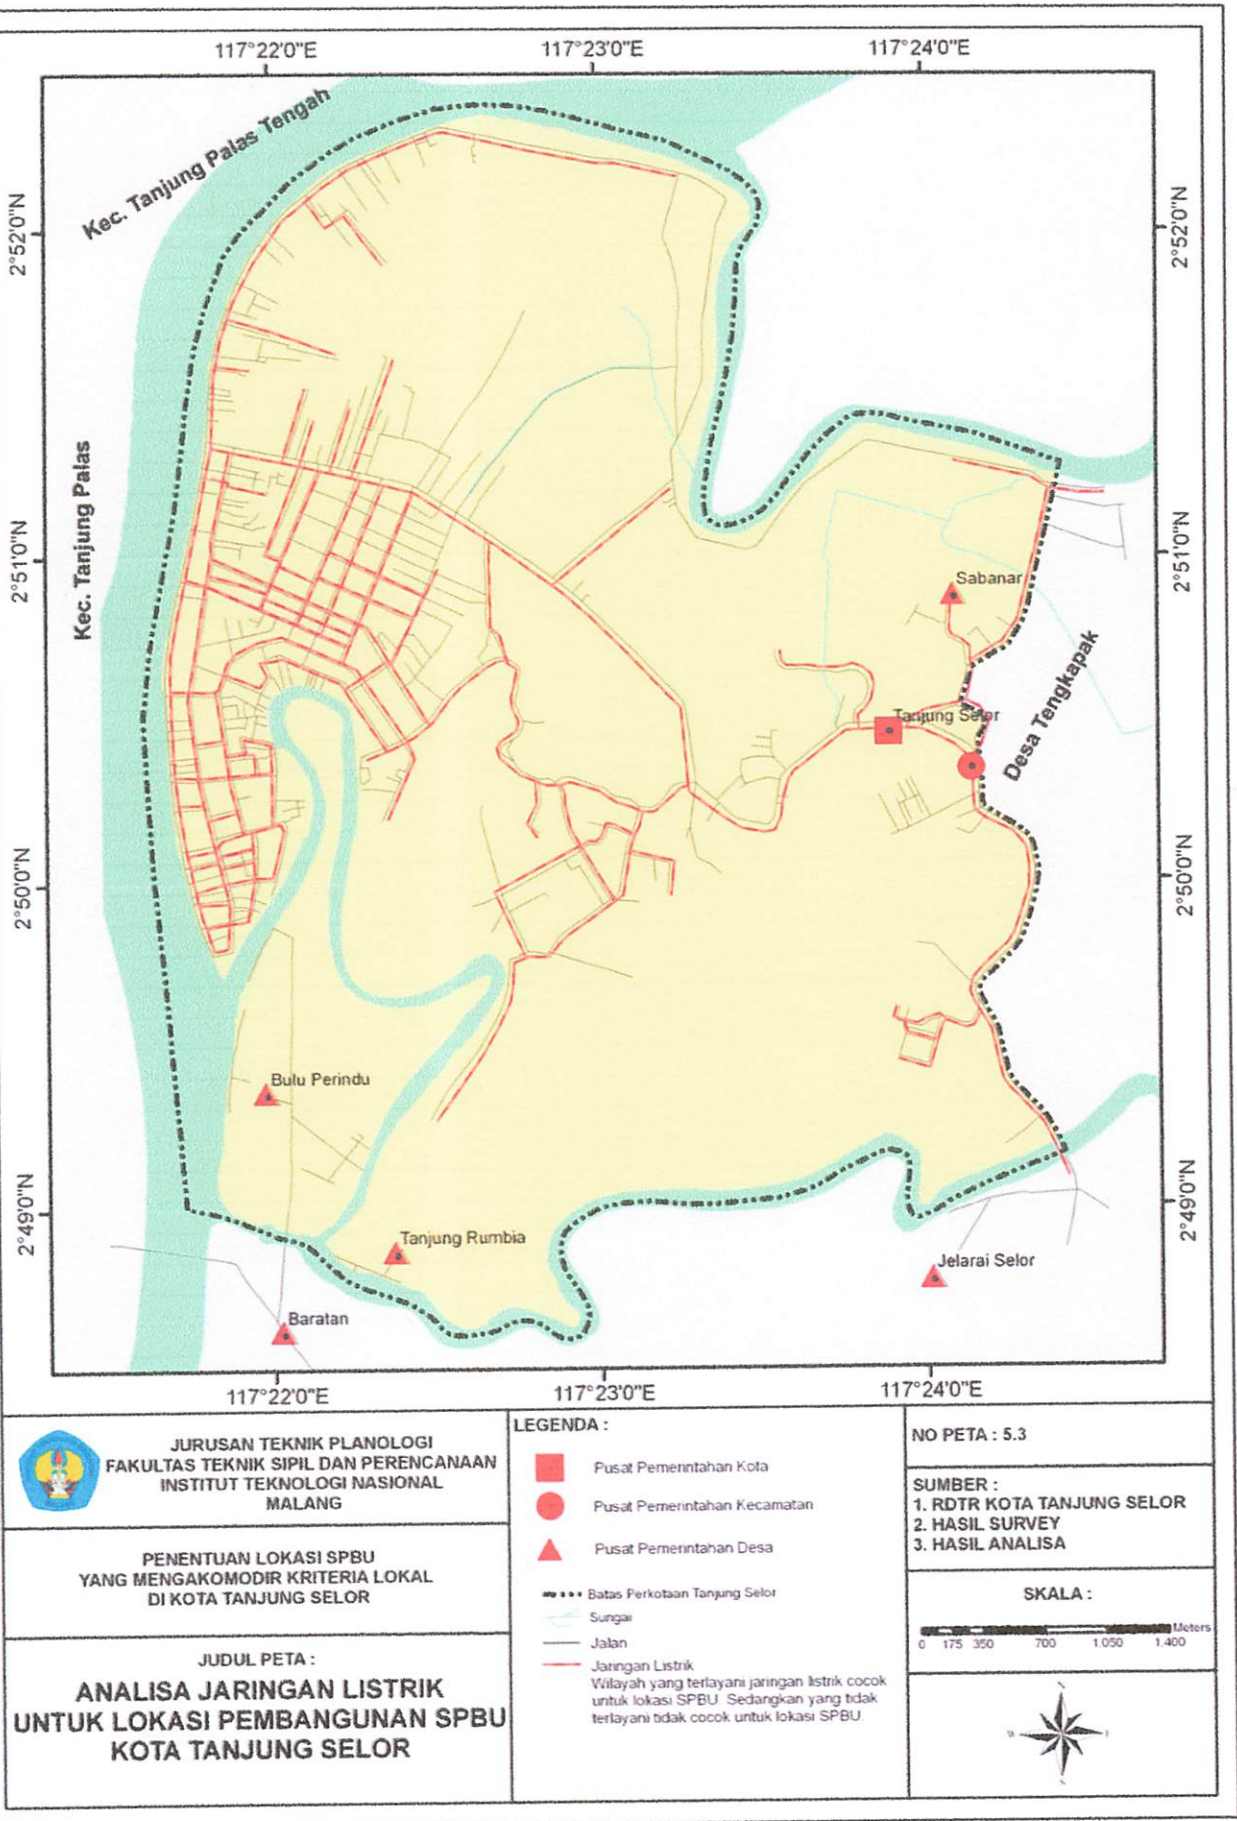 117°22'0"E
117°23'0"E
117°24'0"E
Kec. Tanjung Palas Tengah
2°52'0"N
2°52'0"N
Kec. Tanjung Palas
2°51'0"N
2°51'0"N
Sabanar
Desa Tengkapak
Tanjung Selor
2°50'0"N
2°50'0"N
Bulu Perindu
2°49'0"N
2°49'0"N
Tanjung Rumbia
Jelarai Selor
Baratan
117°22'0"E
117°23'0"E
117°24'0"E
JURUSAN TEKNIK PLANOLOGI
FAKULTAS TEKNIK SIPIL DAN PERENCANAAN
INSTITUT TEKNOLOGI NASIONAL
MALANG
PENENTUAN LOKASI SPBU
YANG MENGAKOMODIR KRITERIA LOKAL
DI KOTA TANJUNG SELOR
JUDUL PETA :
ANALISA JARINGAN LISTRIK
UNTUK LOKASI PEMBANGUNAN SPBU
KOTA TANJUNG SELOR
LEGENDA :
Pusat Pemerintahan Kota
Pusat Pemerintahan Kecamatan
Pusat Pemerintahan Desa
Batas Perkotaan Tanjung Selor
Sungai
Jalan
Jaringan Listrik
Wilayah yang terlayani jaringan listrik cocok
untuk lokasi SPBU. Sedangkan yang tidak
terlayani tidak cocok untuk lokasi SPBU.
NO PETA : 5.3
SUMBER :
1. RDTR KOTA TANJUNG SELOR
2. HASIL SURVEY
3. HASIL ANALISA
SKALA :
Meters
0 175 350 700 1.050 1.400